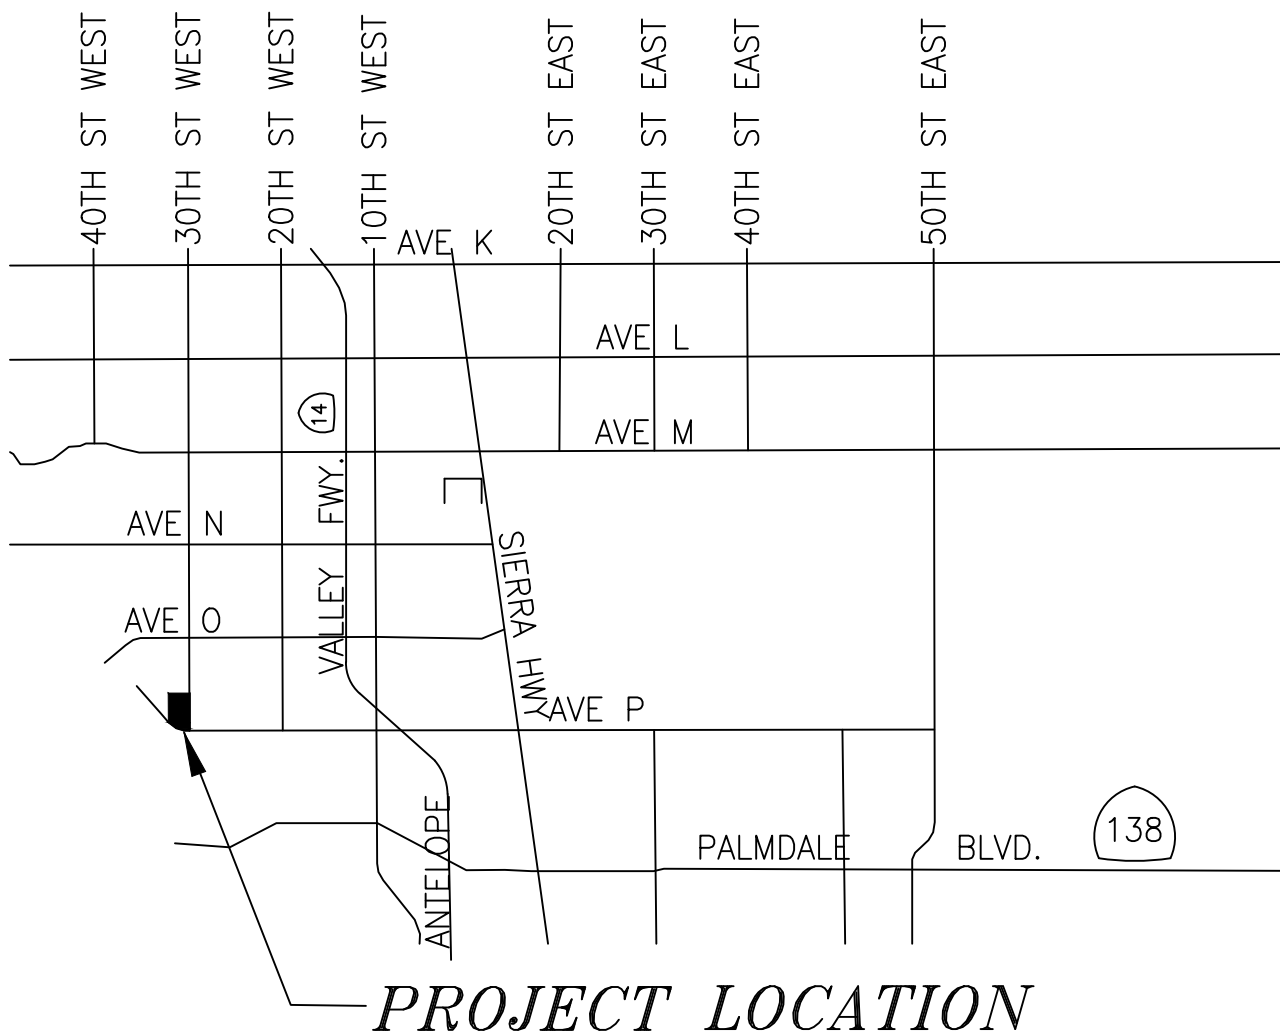 40TH ST WEST
30TH ST WEST
20TH ST WEST
10TH ST WEST
20TH ST EAST
30TH ST EAST
40TH ST EAST
50TH ST EAST
AVE K
AVE L
14
AVE M
VALLEY FWY.
AVE N
SIERRA HWY
AVE O
AVE P
ANTELOPE
PALMDALE BLVD.
138
PROJECT LOCATION